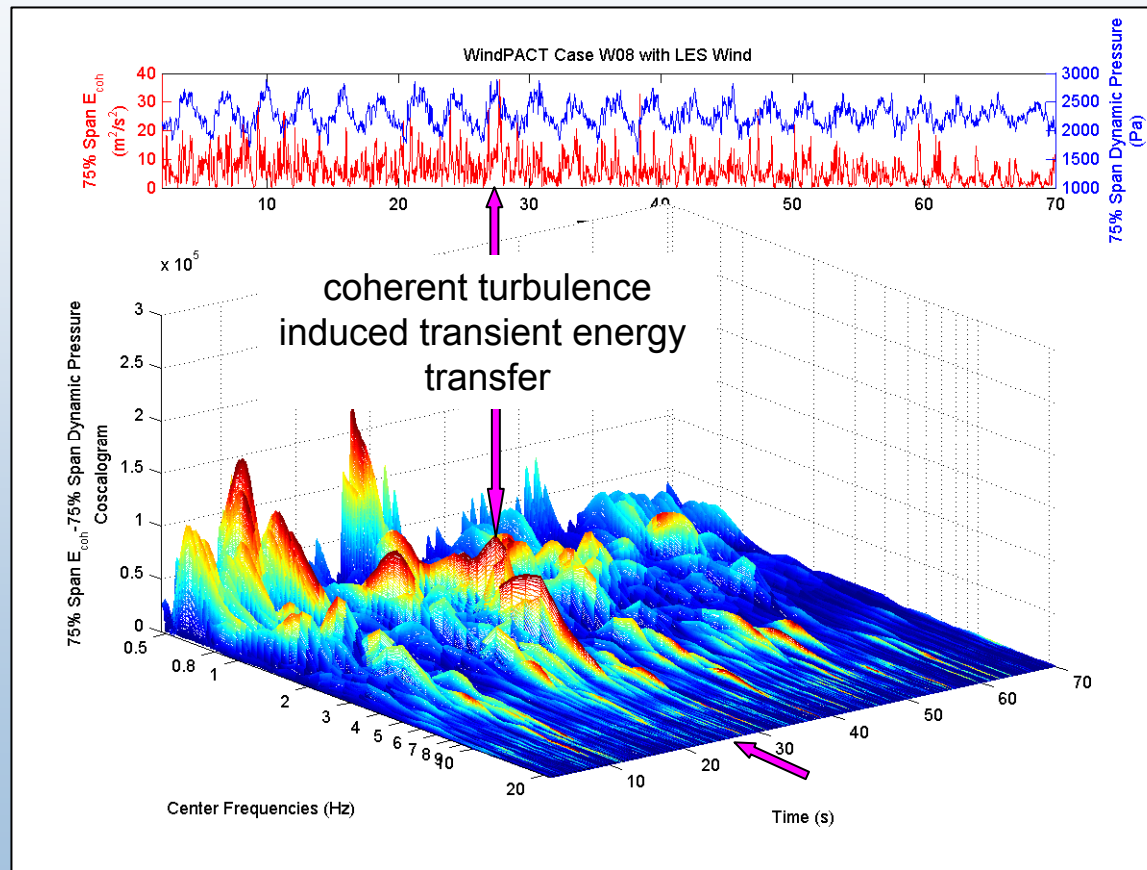 WindPACT Case W08 with LES Wind
75% Span E_coh
(m²/s²)
40
30
20
10
0
3000
2500
2000
1500
1000
75% Span Dynamic Pressure
(Pa)
10 20 30 40 50 60 70
coherent turbulence
induced transient energy
transfer
x 10⁵
3
2.5
2
1.5
1
0.5
0
75% Span E_coh-75% Span Dynamic Pressure
Coscalogram
0.5 0.8 1 2 3 4 5 6 7 8 9 10 20
Center Frequencies (Hz)
10 20 30 40 50 60 70
Time (s)